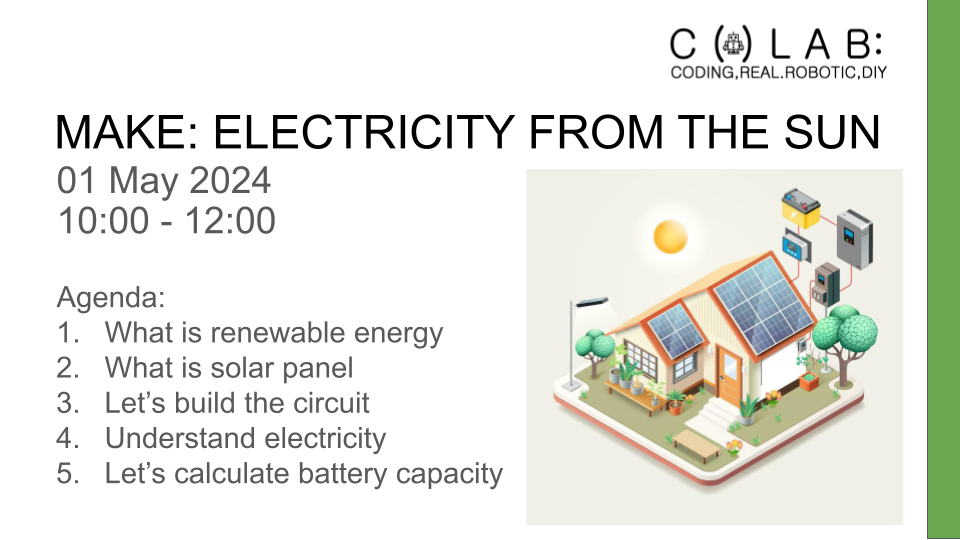 C(  )LAB:
CODING,REAL.ROBOTIC,DIY
MAKE: ELECTRICITY FROM THE SUN
01 May 2024
10:00 - 12:00
Agenda:
1. What is renewable energy
2. What is solar panel
3. Let’s build the circuit
4. Understand electricity
5. Let’s calculate battery capacity